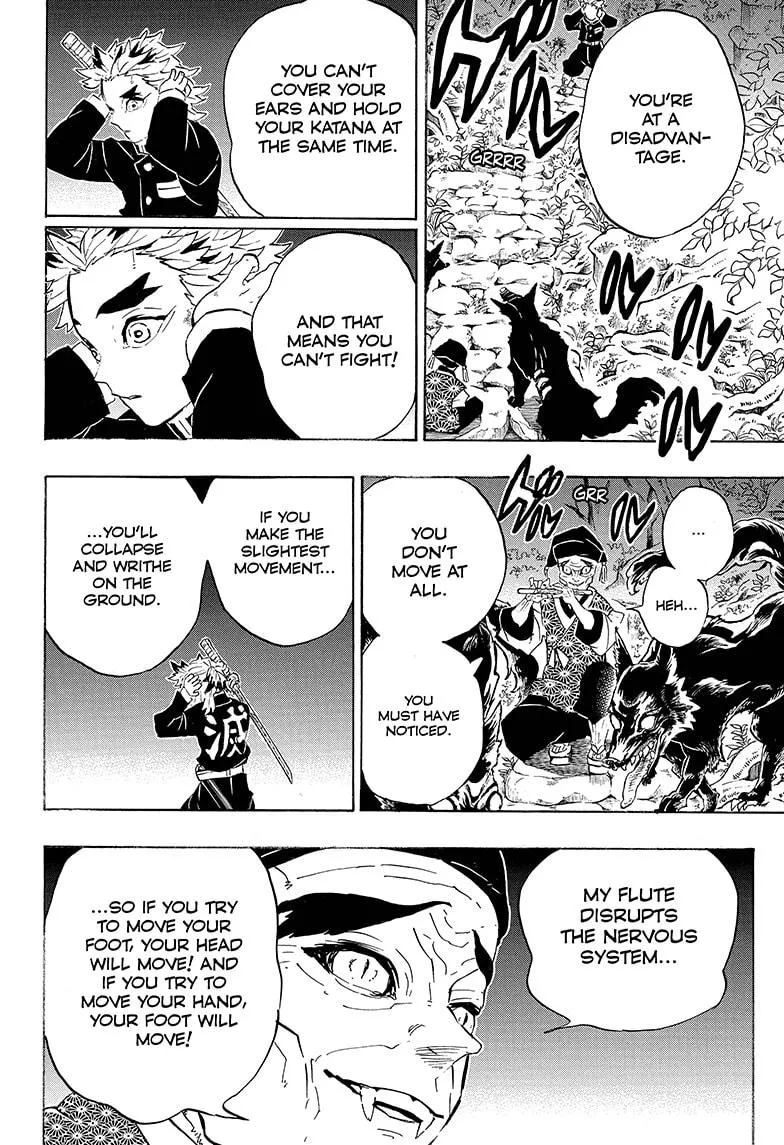 YOU'RE
AT A
DISADVAN-
TAGE.
GRRRR
YOU CAN'T
COVER YOUR
EARS AND HOLD
YOUR KATANA AT
THE SAME TIME.
AND THAT
MEANS YOU
CAN'T FIGHT!
...
HEH...
GRR
YOU
DON'T
MOVE AT
ALL.
YOU
MUST HAVE
NOTICED.
IF YOU
MAKE THE
SLIGHTEST
MOVEMENT...
...YOU'LL
COLLAPSE
AND WRITHE
ON THE
GROUND.
滅
MY FLUTE
DISRUPTS
THE NERVOUS
SYSTEM...
...SO IF YOU TRY
TO MOVE YOUR
FOOT, YOUR HEAD
WILL MOVE! AND
IF YOU TRY TO
MOVE YOUR HAND,
YOUR FOOT WILL
MOVE!